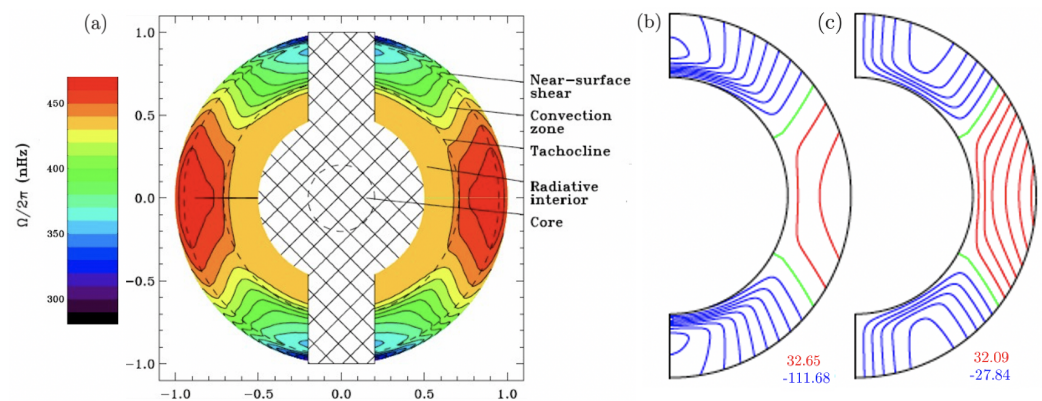 (a)
(b)
(c)
1.0
0.5
0.0
−0.5
−1.0
−1.0
−0.5
0.0
0.5
1.0
450
400
350
300
Ω/2π (nHz)
Near−surface
shear
Convection
zone
Tachocline
Radiative
interior
Core
32.65
-111.68
32.09
-27.84